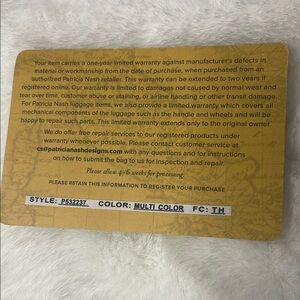 Your item carries a one-year limited warranty against manufacturer's defects in
material or workmanship from the date of purchase, when purchased from an
authorized Patricia Nash retailer. This warranty can be extended to two years if
registered online. Our warranty is limited to damages not caused by normal wear and
tear over time, customer abuse or staining, or airline handling or other transit damage.
For Patricia Nash luggage items, we also provide a limited warranty which covers all
mechanical components of the luggage such as the handle and wheels and will be
happy to repair such parts. This limited warranty extends only to the original owner.
We do offer free repair services to our registered products under
warranty whenever possible. Please contact customer service at
cs@patricianashdesigns.com with any questions and for instructions
on how to submit the bag to us for inspection and repair.
Please allow 4-6 weeks for processing.
PLEASE RETAIN THIS INFORMATION TO REGISTER YOUR PURCHASE
STYLE: P532237 COLOR: MULTI COLOR FC: TH